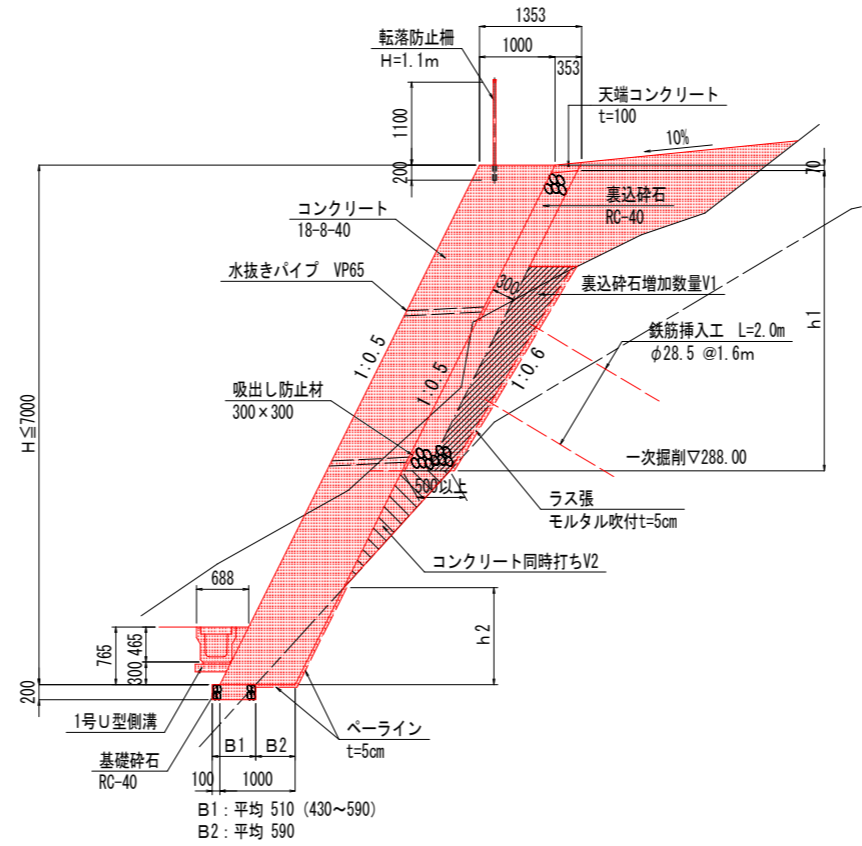 1353
1000
353
転落防止柵
H=1.1m
天端コンクリート
t=100
10%
1100
200
70
裏込砕石
RC-40
コンクリート
18-8-40
水抜きパイプ VP65
300
裏込砕石増加数量V1
鉄筋挿入工 L=2.0m
φ28.5 @1.6m
h1
1:0.5
1:0.5
1:0.6
吸出し防止材
300×300
H≦7000
一次掘削▽288.00
500以上
ラス張
モルタル吹付t=5cm
コンクリート同時打ちV2
688
h2
765
465
300
200
1号U型側溝
ペーライン
t=5cm
基礎砕石
RC-40
B1
B2
100
1000
B1：平均 510 (430～590)
B2：平均 590